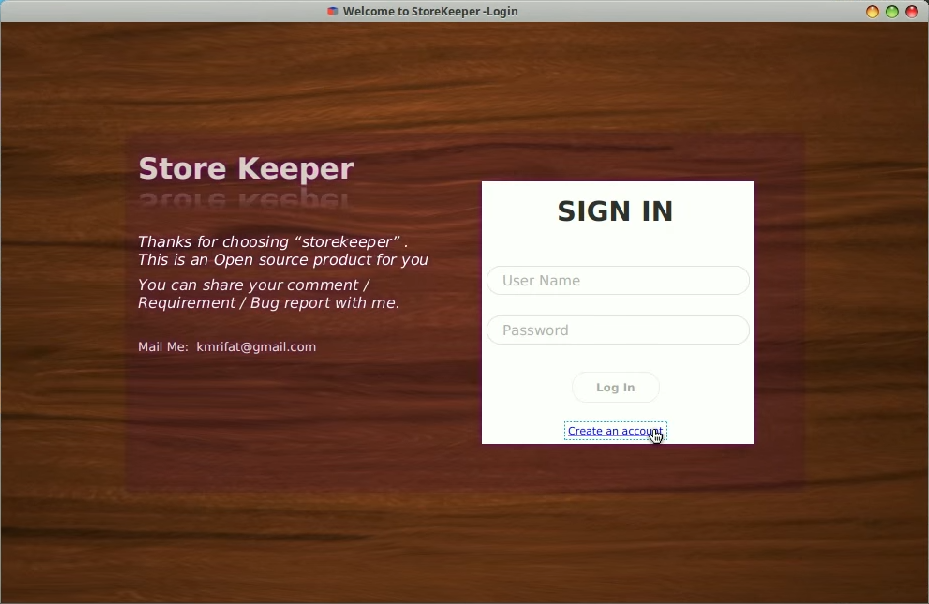 Welcome to StoreKeeper -Login
Store Keeper
Thanks for choosing “storekeeper” .
This is an Open source product for you
You can share your comment /
Requirement / Bug report with me.
Mail Me: kmrifat@gmail.com
SIGN IN
User Name
Password
Log In
Create an account